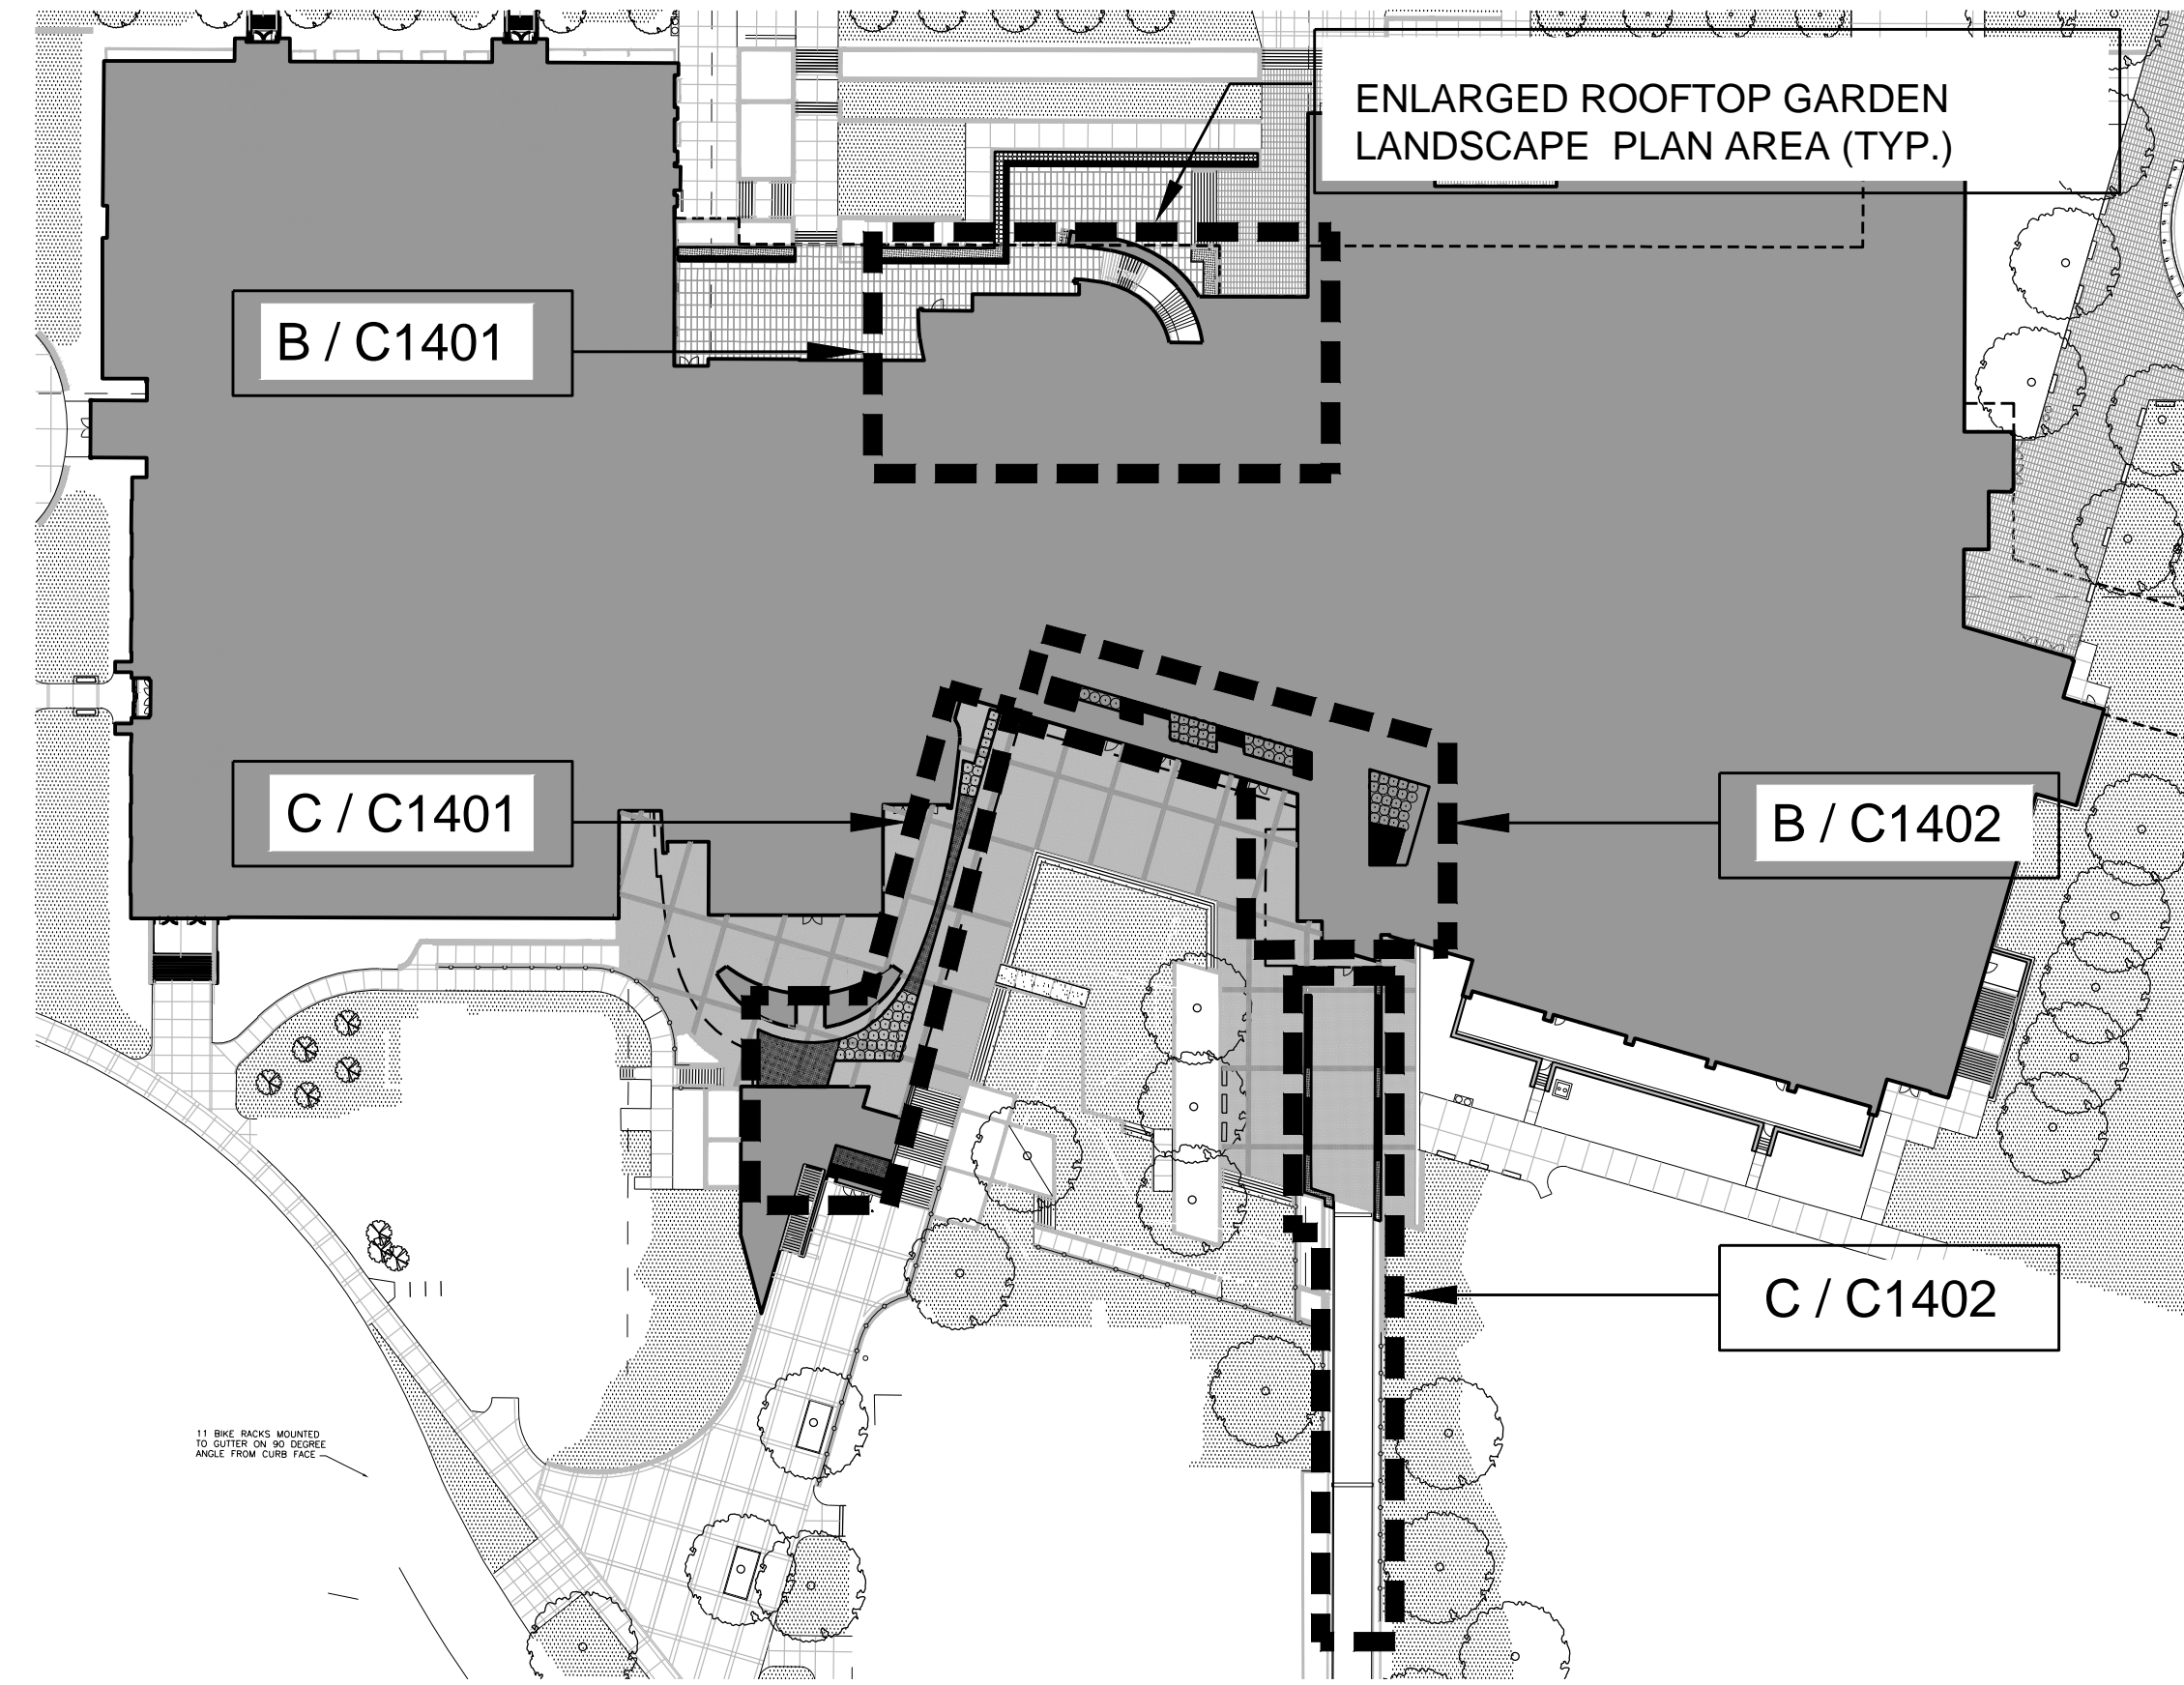 ENLARGED ROOFTOP GARDEN
LANDSCAPE PLAN AREA (TYP.)
B / C1401
C / C1401
B / C1402
C / C1402
11 BIKE RACKS MOUNTED
TO GUTTER ON 90 DEGREE
ANGLE FROM CURB FACE